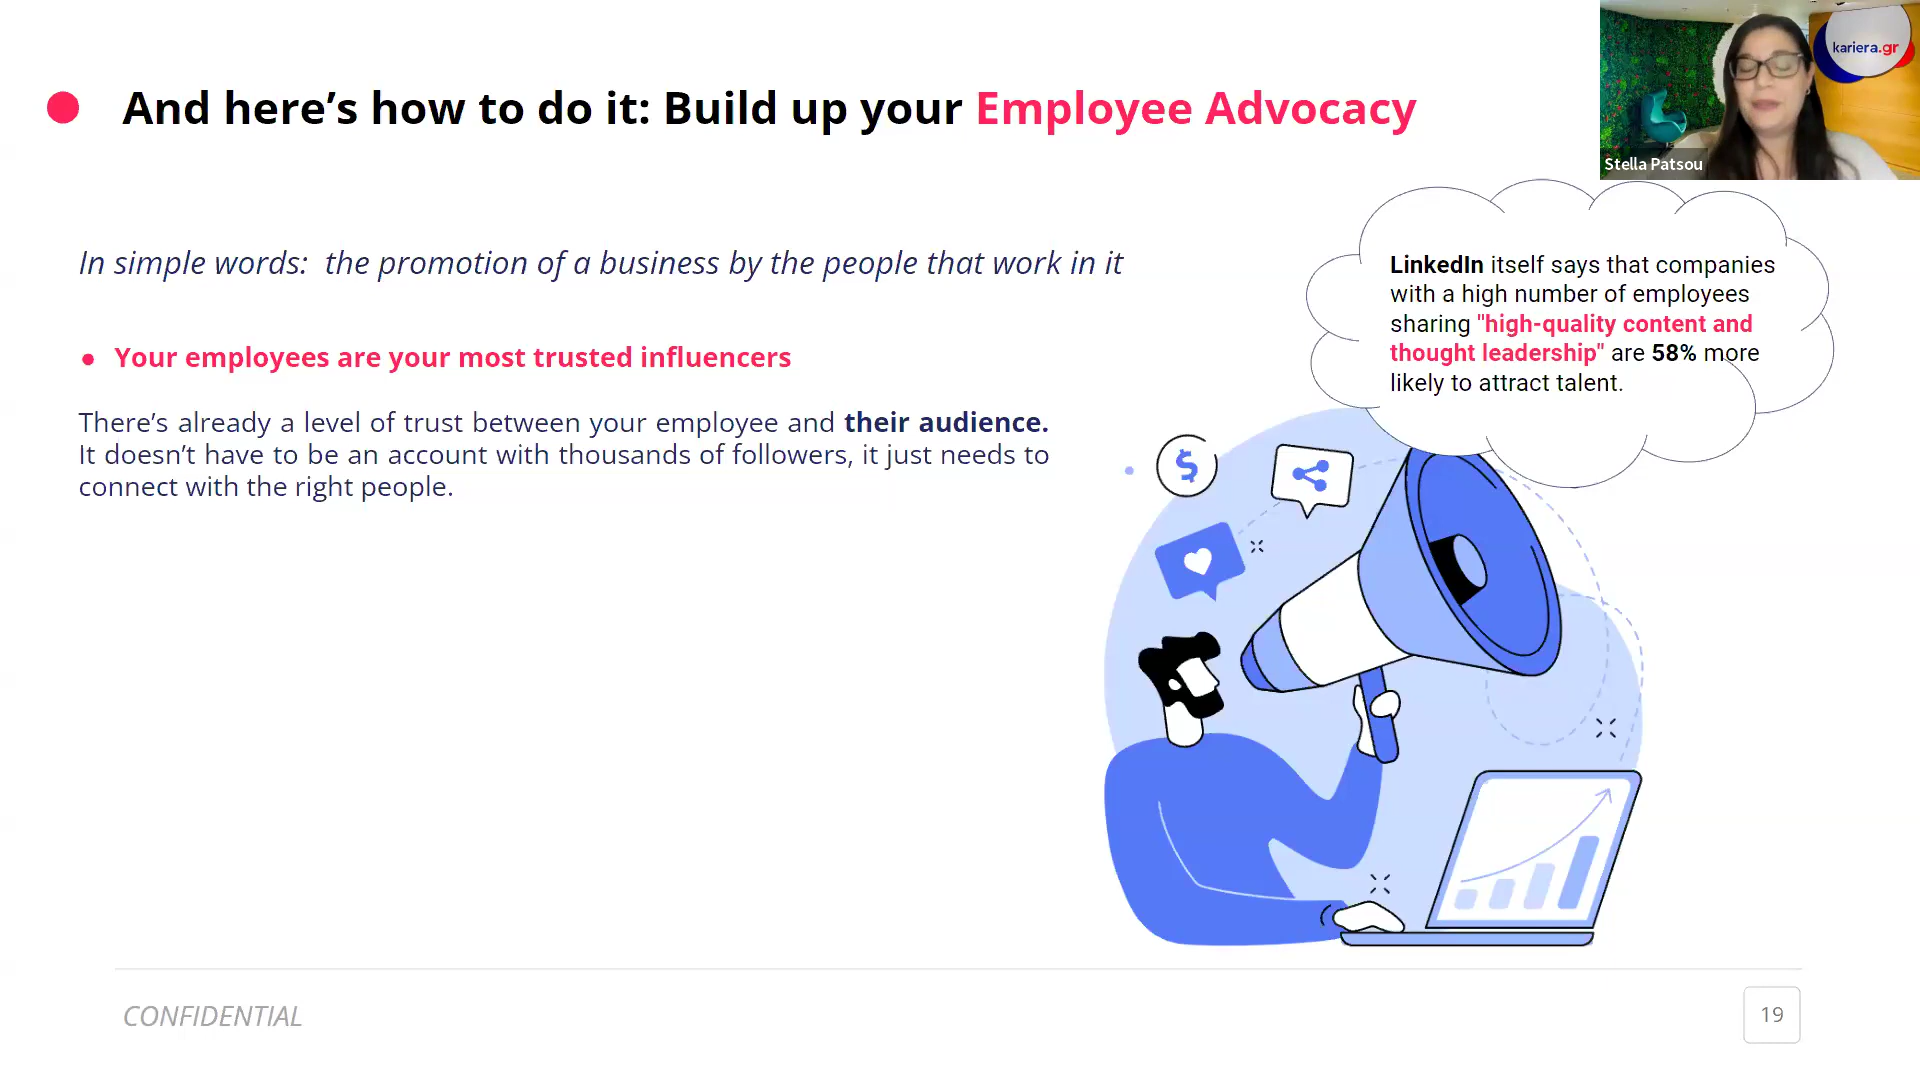 And here’s how to do it: Build up your Employee Advocacy
kariera.gr
Stella Patsou
In simple words:  the promotion of a business by the people that work in it
LinkedIn itself says that companies
with a high number of employees
sharing "high-quality content and
thought leadership" are 58% more
likely to attract talent.
● Your employees are your most trusted influencers
There’s already a level of trust between your employee and their audience.
It doesn’t have to be an account with thousands of followers, it just needs to
connect with the right people.
$
CONFIDENTIAL
19